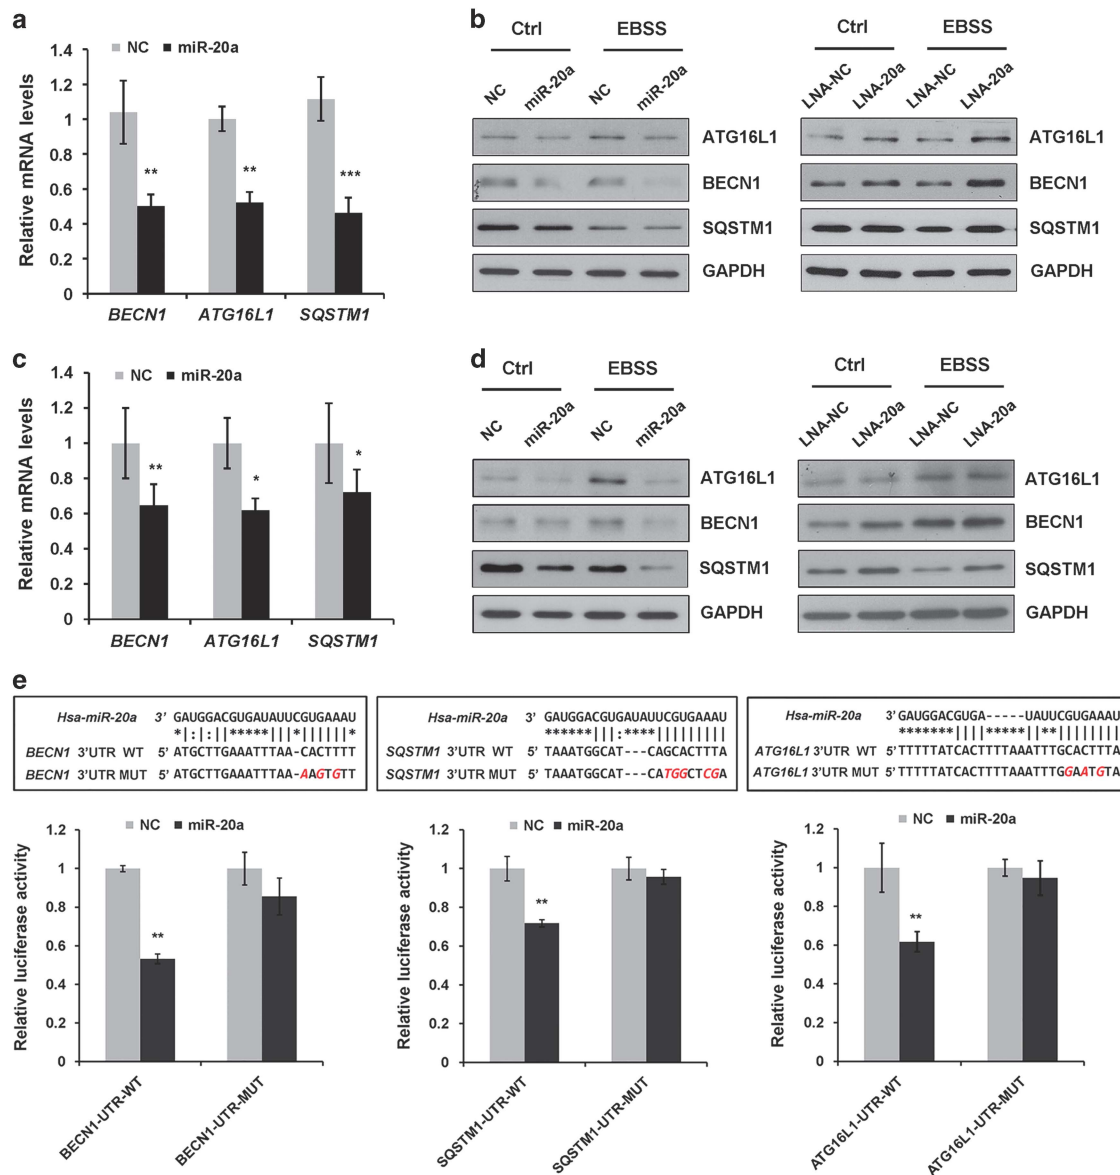 a
NC miR-20a
Relative mRNA levels
1.4
1.2
1
0.8
0.6
0.4
0.2
0
**
**
***
BECN1 ATG16L1 SQSTM1
b
Ctrl EBSS
NC miR-20a NC miR-20a
ATG16L1
BECN1
SQSTM1
GAPDH
Ctrl EBSS
LNA-NC LNA-20a LNA-NC LNA-20a
ATG16L1
BECN1
SQSTM1
GAPDH
c
NC miR-20a
Relative mRNA levels
1.4
1.2
1
0.8
0.6
0.4
0.2
0
**
*
*
BECN1 ATG16L1 SQSTM1
d
Ctrl EBSS
NC miR-20a NC miR-20a
ATG16L1
BECN1
SQSTM1
GAPDH
Ctrl EBSS
LNA-NC LNA-20a LNA-NC LNA-20a
ATG16L1
BECN1
SQSTM1
GAPDH
e
Hsa-miR-20a 3’ GAUGGACGUGAUAUUCGUGAAAU
*|:|:||*****|||*|||||||
BECN1 3’UTR WT 5’ ATGCTTGAAATTTAA-CACTTTT
BECN1 3’UTR MUT 5’ ATGCTTGAAATTTAA-AAGTGTT
Hsa-miR-20a 3’ GAUGGACGUGAUAUUCGUGAAAU
SQSTM1 3’UTR WT 5’ TAAATGGCAT---CAGCACTTTA
SQSTM1 3’UTR MUT 5’ TAAATGGCAT---CATGGCTCGA
Hsa-miR-20a 3’ GAUGGACGUGA-----UAUUCGUGAAAU
ATG16L1 3’UTR WT 5’ TTTTTTATCACTTTTAAATTTGCACTTTA
ATG16L1 3’UTR MUT 5’ TTTTTTATCACTTTTAAATTTGGAATGTA
NC miR-20a
Relative luciferase activity
1.2
1
0.8
0.6
0.4
0.2
0
**
BECN1-UTR-WT BECN1-UTR-MUT
NC miR-20a
Relative luciferase activity
1.2
1
0.8
0.6
0.4
0.2
0
**
SQSTM1-UTR-WT SQSTM1-UTR-MUT
NC miR-20a
Relative luciferase activity
1.2
1
0.8
0.6
0.4
0.2
0
**
ATG16L1-UTR-WT ATG16L1-UTR-MUT